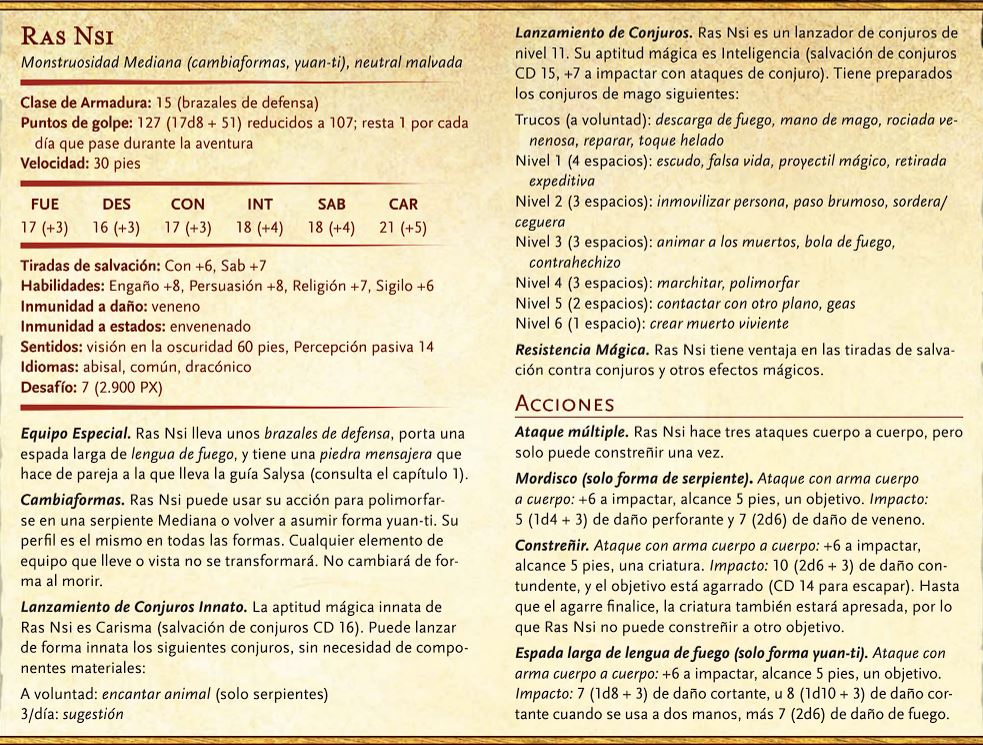 Ras Nsi
Monstruosidad Mediana (cambiaformas, yuan-ti), neutral malvada
Clase de Armadura: 15 (brazales de defensa)
Puntos de golpe: 127 (17d8 + 51) reducidos a 107; resta 1 por cada
día que pase durante la aventura
Velocidad: 30 pies
FUE DES CON INT SAB CAR
17 (+3) 16 (+3) 17 (+3) 18 (+4) 18 (+4) 21 (+5)
Tiradas de salvación: Con +6, Sab +7
Habilidades: Engaño +8, Persuasión +8, Religión +7, Sigilo +6
Inmunidad a daño: veneno
Inmunidad a estados: envenenado
Sentidos: visión en la oscuridad 60 pies, Percepción pasiva 14
Idiomas: abisal, común, dracónico
Desafío: 7 (2.900 PX)
Equipo Especial. Ras Nsi lleva unos brazales de defensa, porta una
espada larga de lengua de fuego, y tiene una piedra mensajera que
hace de pareja a la que lleva la guía Salysa (consulta el capítulo 1).
Cambiaformas. Ras Nsi puede usar su acción para polimorfar-
se en una serpiente Mediana o volver a asumir forma yuan-ti. Su
perfil es el mismo en todas las formas. Cualquier elemento de
equipo que lleve o vista no se transformará. No cambiará de for-
ma al morir.
Lanzamiento de Conjuros Innato. La aptitud mágica innata de
Ras Nsi es Carisma (salvación de conjuros CD 16). Puede lanzar
de forma innata los siguientes conjuros, sin necesidad de compo-
nentes materiales:
A voluntad: encantar animal (solo serpientes)
3/día: sugestión
Lanzamiento de Conjuros. Ras Nsi es un lanzador de conjuros de
nivel 11. Su aptitud mágica es Inteligencia (salvación de conjuros
CD 15, +7 a impactar con ataques de conjuro). Tiene preparados
los conjuros de mago siguientes:
Trucos (a voluntad): descarga de fuego, mano de mago, rociada ve-
nenosa, reparar, toque helado
Nivel 1 (4 espacios): escudo, falsa vida, proyectil mágico, retirada
expeditiva
Nivel 2 (3 espacios): inmovilizar persona, paso brumoso, sordera/
ceguera
Nivel 3 (3 espacios): animar a los muertos, bola de fuego,
contrahechizo
Nivel 4 (3 espacios): marchitar, polimorfar
Nivel 5 (2 espacios): contactar con otro plano, geas
Nivel 6 (1 espacio): crear muerto viviente
Resistencia Mágica. Ras Nsi tiene ventaja en las tiradas de salva-
ción contra conjuros y otros efectos mágicos.
Acciones
Ataque múltiple. Ras Nsi hace tres ataques cuerpo a cuerpo, pero
solo puede constreñir una vez.
Mordisco (solo forma de serpiente). Ataque con arma cuerpo
a cuerpo: +6 a impactar, alcance 5 pies, un objetivo. Impacto:
5 (1d4 + 3) de daño perforante y 7 (2d6) de daño de veneno.
Constreñir. Ataque con arma cuerpo a cuerpo: +6 a impactar,
alcance 5 pies, una criatura. Impacto: 10 (2d6 + 3) de daño con-
tundente, y el objetivo está agarrado (CD 14 para escapar). Hasta
que el agarre finalice, la criatura también estará apresada, por lo
que Ras Nsi no puede constreñir a otro objetivo.
Espada larga de lengua de fuego (solo forma yuan-ti). Ataque con
arma cuerpo a cuerpo: +6 a impactar, alcance 5 pies, un objetivo.
Impacto: 7 (1d8 + 3) de daño cortante, u 8 (1d10 + 3) de daño cor-
tante cuando se usa a dos manos, más 7 (2d6) de daño de fuego.